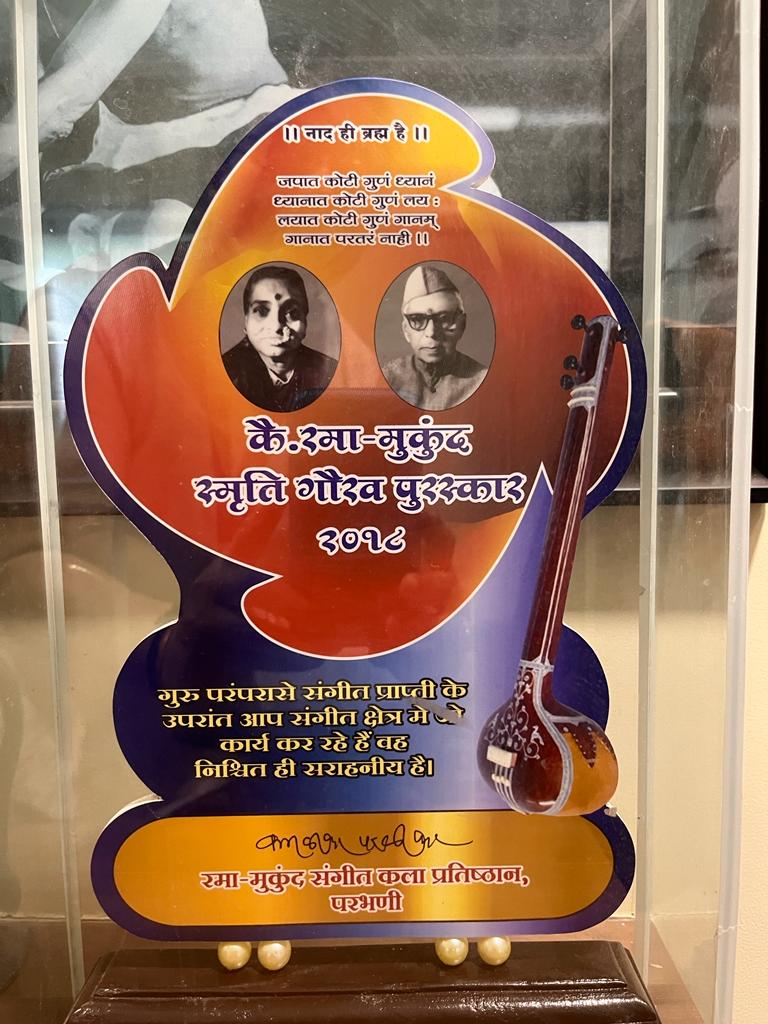 ।। नाद ही ब्रह्म है ।।
जपात कोटी गुणं ध्यानं
ध्यानात कोटी गुणं लय :
लयात कोटी गुणं गानम्
गानात परतरं नाही ।।
कै.रमा-मुकुंद
स्मृति गौरव पुरस्कार
२०१८
गुरु परंपरासे संगीत प्राप्ती के
उपरांत आप संगीत क्षेत्र मे
कार्य कर रहे हैं वह
निश्चित ही सराहनीय है।
रमा-मुकुंद संगीत कला प्रतिष्ठान,
परभणी